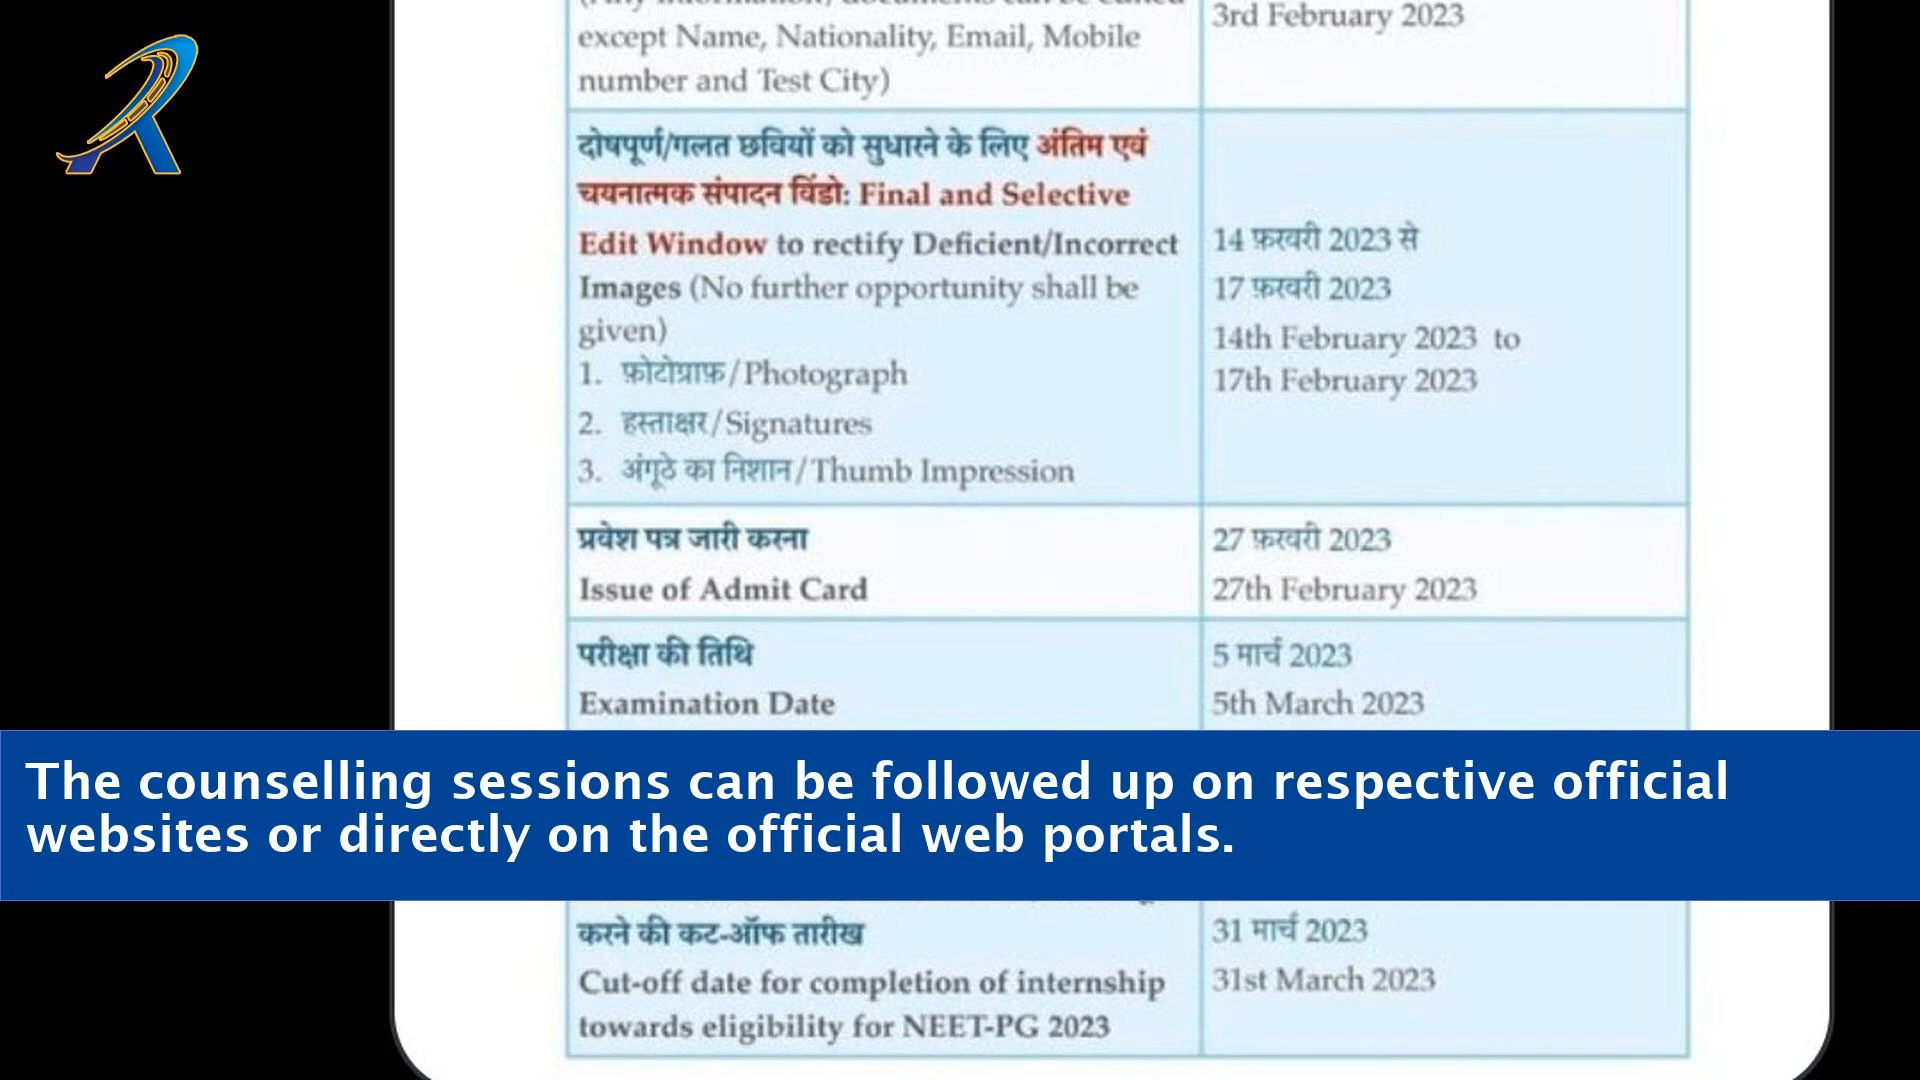 3rd February 2023
except Name, Nationality, Email, Mobile
number and Test City)
दोषपूर्ण/गलत छवियों को सुधारने के लिए अंतिम एवं
चयनात्मक संपादन विंडो: Final and Selective
Edit Window to rectify Deficient/Incorrect
Images (No further opportunity shall be
given)
1. फ़ोटोग्राफ़/Photograph
2. हस्ताक्षर/Signatures
3. अंगूठे का निशान/Thumb Impression
14 फ़रवरी 2023 से
17 फ़रवरी 2023
14th February 2023 to
17th February 2023
प्रवेश पत्र जारी करना
Issue of Admit Card
27 फ़रवरी 2023
27th February 2023
परीक्षा की तिथि
Examination Date
5 मार्च 2023
5th March 2023
The counselling sessions can be followed up on respective official
websites or directly on the official web portals.
करने की कट-ऑफ तारीख
Cut-off date for completion of internship
towards eligibility for NEET-PG 2023
31 मार्च 2023
31st March 2023